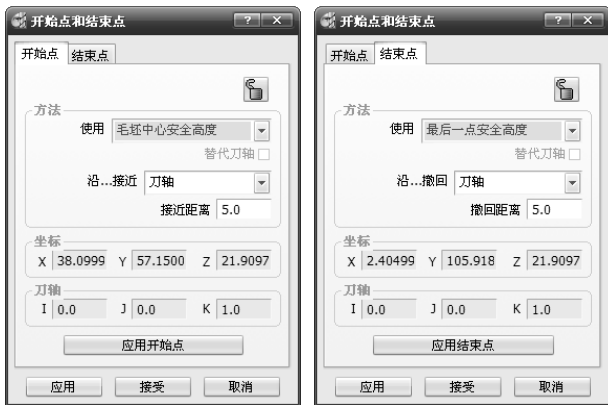 开始点和结束点
开始点 结束点
方法
使用 毛坯中心安全高度
替代刀轴
沿...接近 刀轴
接近距离 5.0
坐标
X 38.0999 Y 57.1500 Z 21.9097
刀轴
I 0.0 J 0.0 K 1.0
应用开始点
应用 接受 取消
开始点和结束点
开始点 结束点
方法
使用 最后一点安全高度
替代刀轴
沿...撤回 刀轴
撤回距离 5.0
坐标
X 2.40499 Y 105.918 Z 21.9097
刀轴
I 0.0 J 0.0 K 1.0
应用结束点
应用 接受 取消